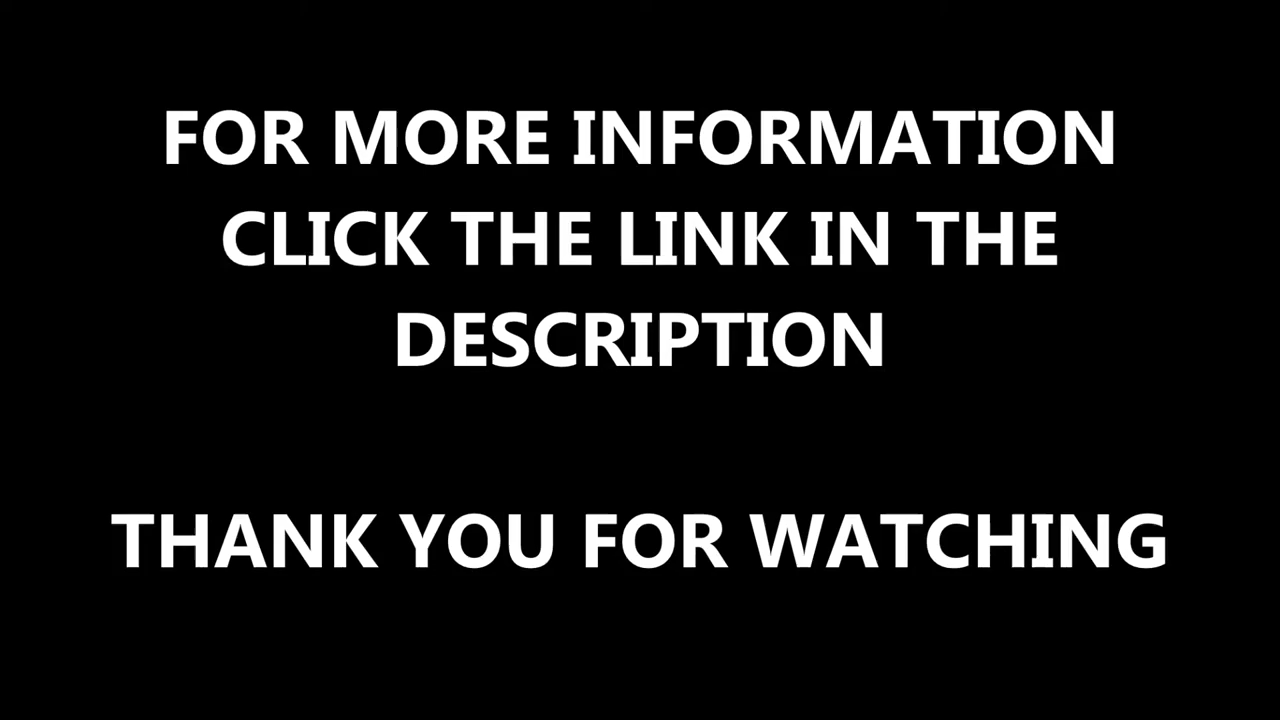 FOR MORE INFORMATION
CLICK THE LINK IN THE
DESCRIPTION
THANK YOU FOR WATCHING